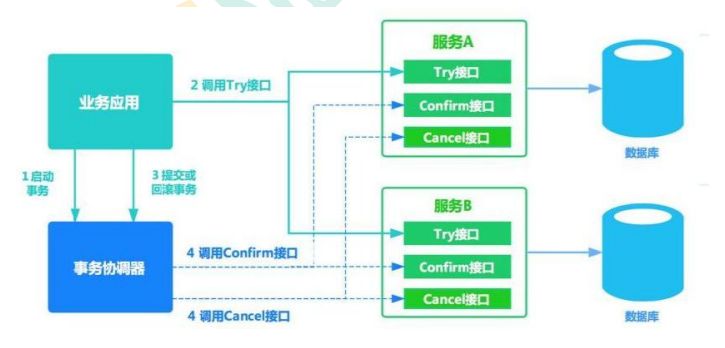 服务A
Try接口
Confirm接口
Cancel接口
数据库
业务应用
2 调用Try接口
1启动
事务
3 提交或
回滚事务
服务B
Try接口
Confirm接口
Cancel接口
数据库
事务协调器
4 调用Confirm接口
4 调用Cancel接口